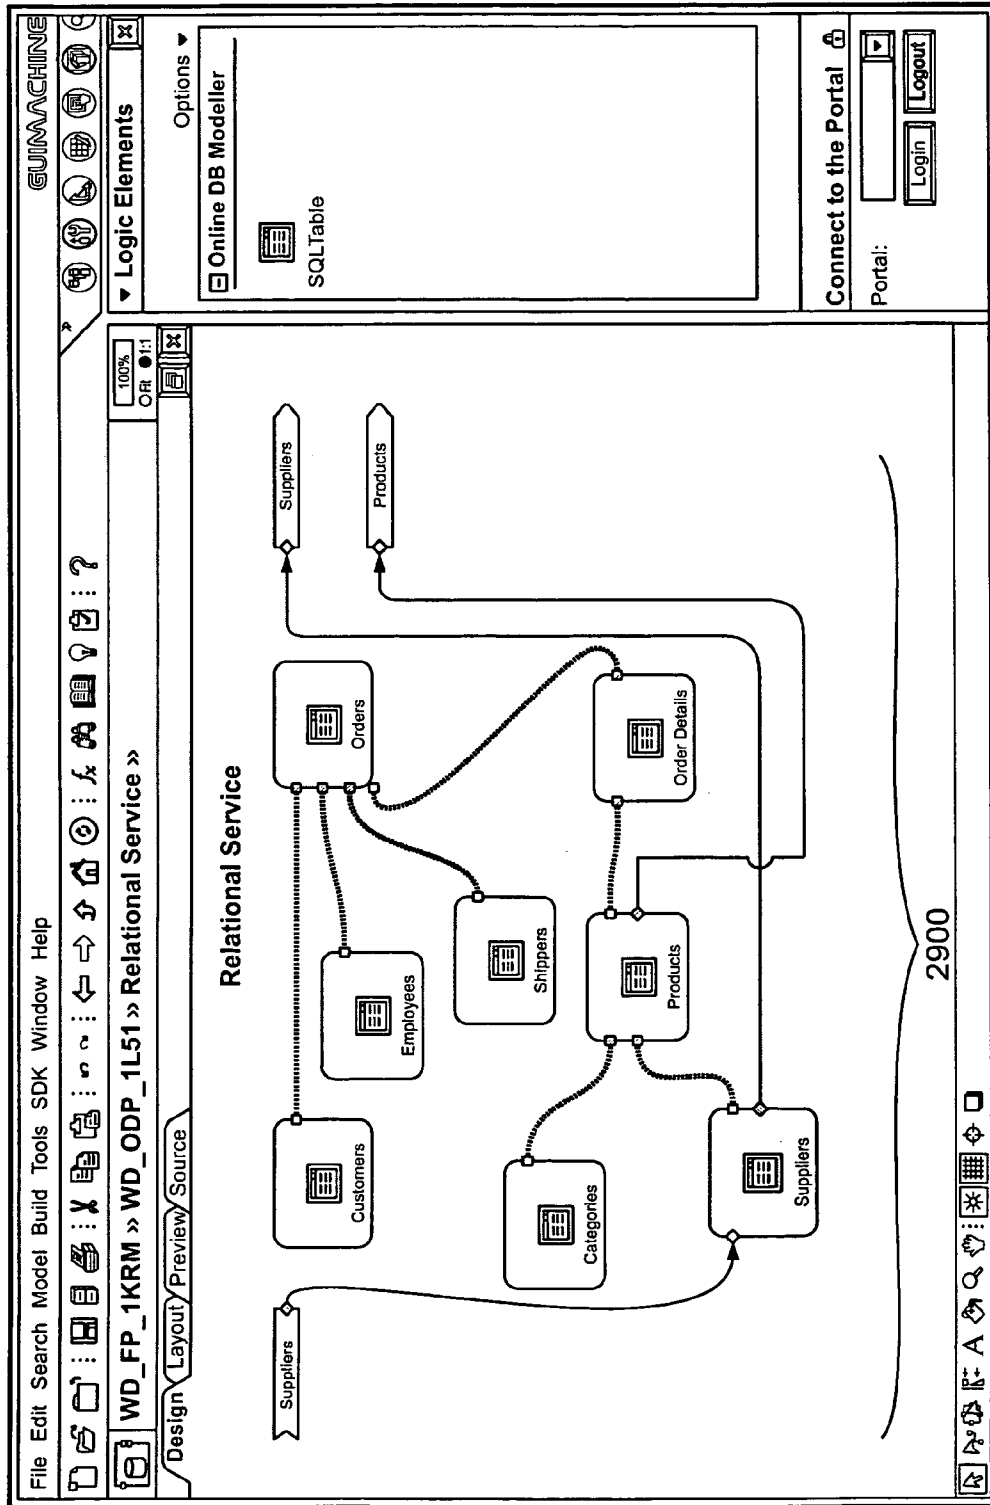 GUIMACHINE
File Edit Search Model Build Tools SDK Window Help
fx
?
»
WD_FP_1KRM » WD_ODP_1L51 » Relational Service »
100%
Fit 1:1
Design
Layout
Preview
Source
Relational Service
Suppliers
Customers
Employees
Orders
Suppliers
Products
Shippers
Categories
Products
Order Details
Suppliers
2900
A
Logic Elements
Options
Online DB Modeller
SQLTable
Connect to the Portal
Portal:
Login
Logout